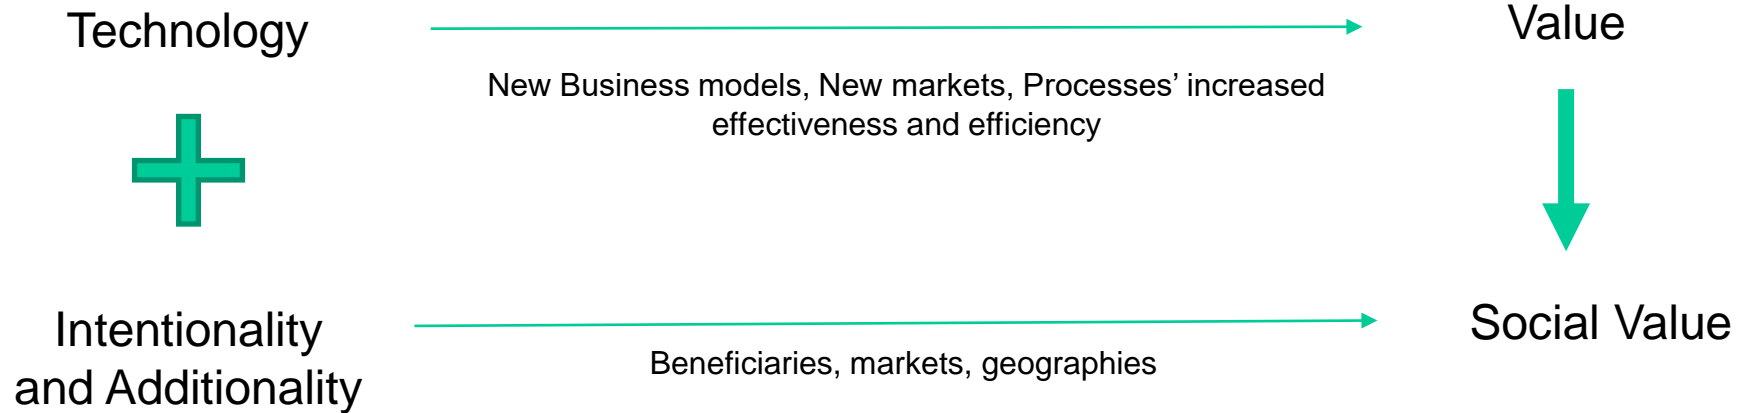 Technology
Value
New Business models, New markets, Processes’ increased
effectiveness and efficiency
Intentionality
and Additionality
Social Value
Beneficiaries, markets, geographies